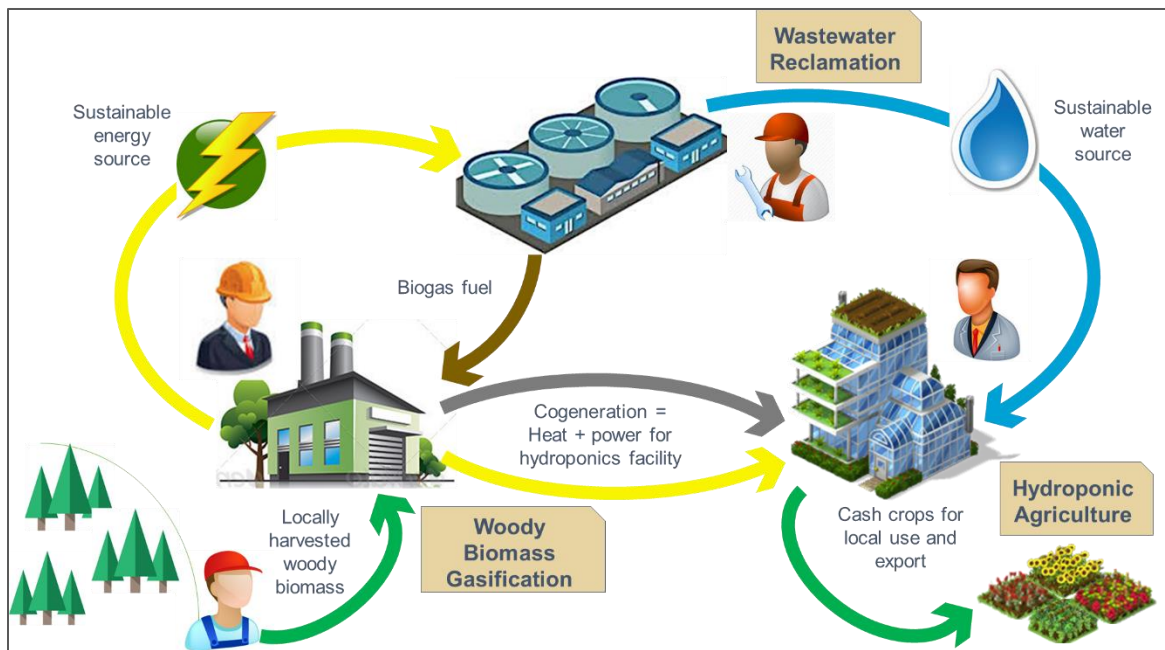 Wastewater
Reclamation
Sustainable
energy
source
Sustainable
water
source
Biogas fuel
Cogeneration =
Heat + power for
hydroponics facility
Locally
harvested
woody
biomass
Woody
Biomass
Gasification
Cash crops for
local use and
export
Hydroponic
Agriculture